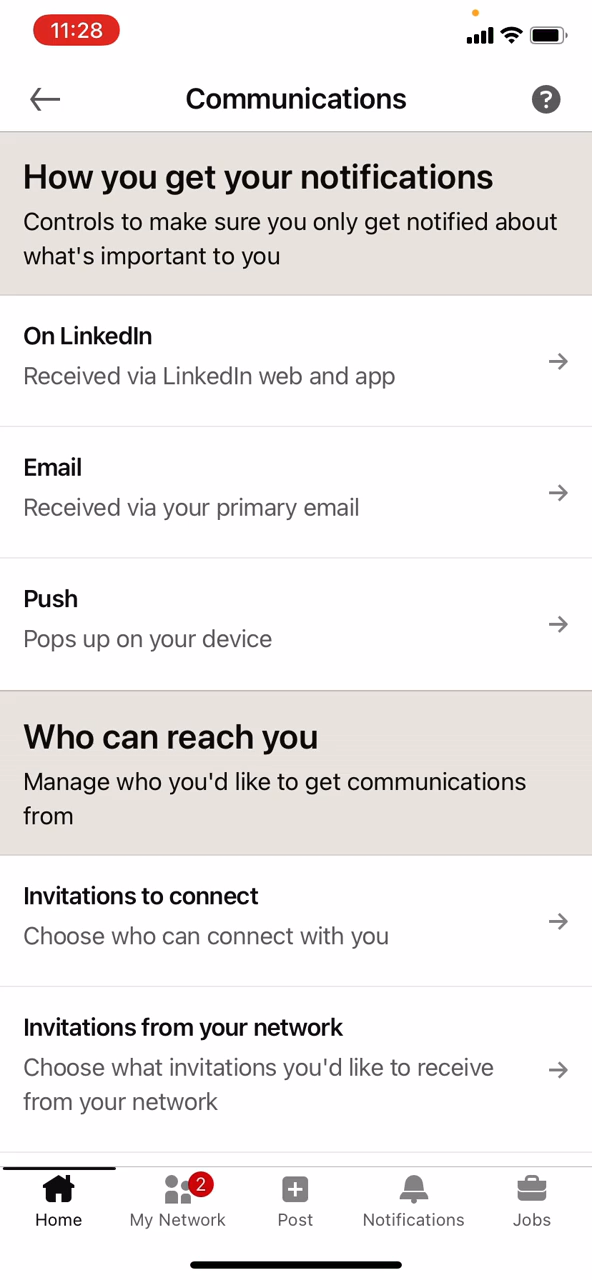 11:28
Communications
How you get your notifications
Controls to make sure you only get notified about
what's important to you
On LinkedIn
Received via LinkedIn web and app
Email
Received via your primary email
Push
Pops up on your device
Who can reach you
Manage who you'd like to get communications
from
Invitations to connect
Choose who can connect with you
Invitations from your network
Choose what invitations you'd like to receive
from your network
2
Home
My Network
Post
Notifications
Jobs